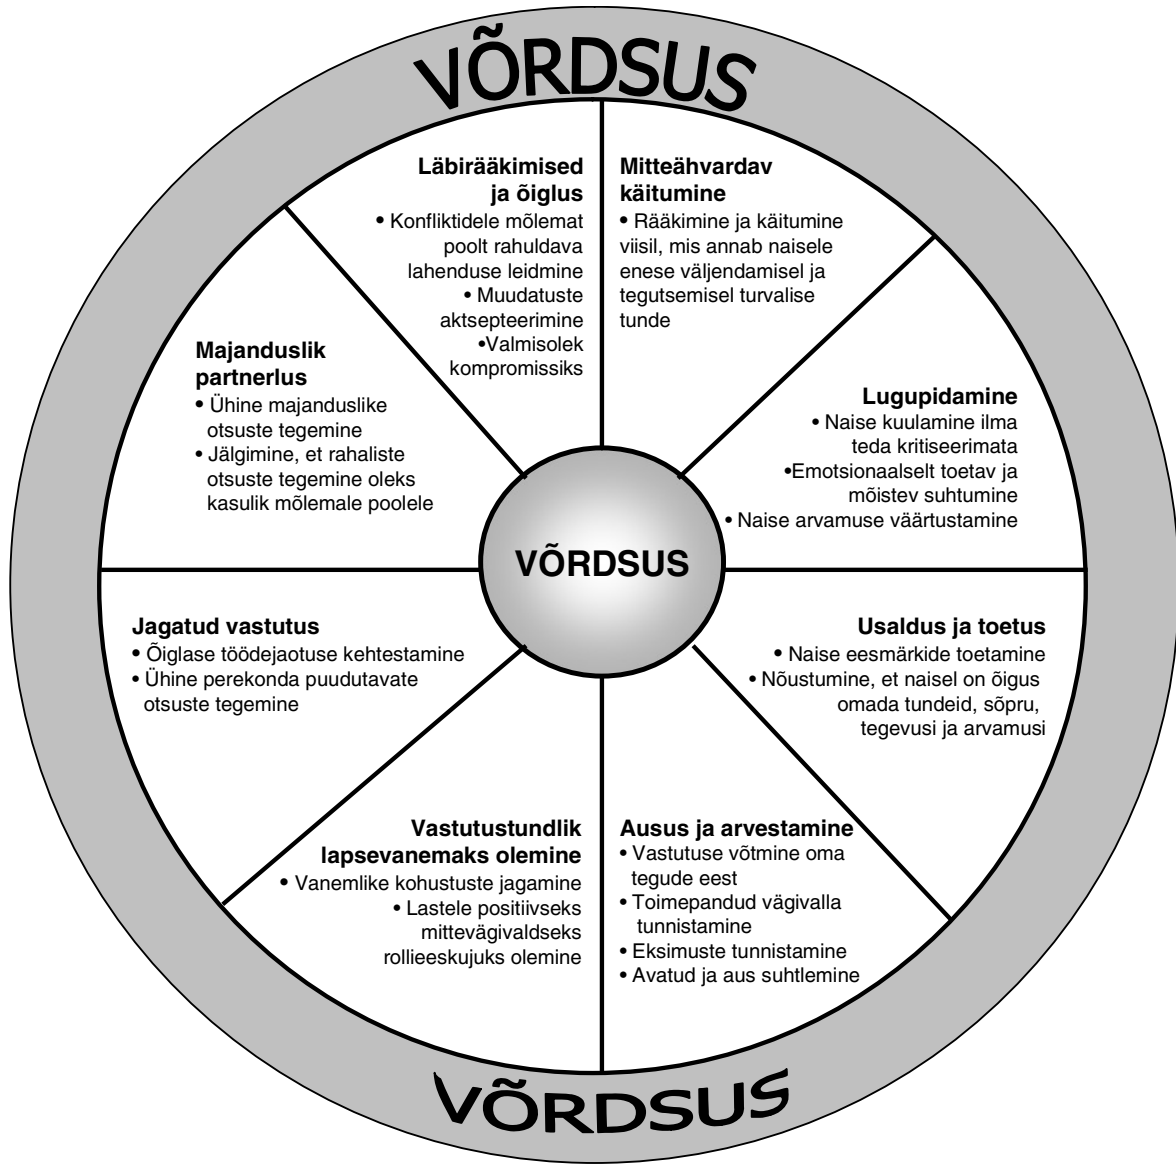 VÕRDSUS
Läbirääkimised
ja õiglus
• Konfliktidele mõlemat
poolt rahuldava
lahenduse leidmine
• Muudatuste
aktsepteerimine
•Valmisolek
kompromissiks
Mitteähvardav
käitumine
• Rääkimine ja käitumine
viisil, mis annab naisele
enese väljendamisel ja
tegutsemisel turvalise
tunde
Majanduslik
partnerlus
• Ühine majanduslike
otsuste tegemine
• Jälgimine, et rahaliste
otsuste tegemine oleks
kasulik mõlemale poolele
Lugupidamine
• Naise kuulamine ilma
teda kritiseerimata
•Emotsionaalselt toetav ja
mõistev suhtumine
• Naise arvamuse väärtustamine
VÕRDSUS
Jagatud vastutus
• Õiglase töödejaotuse kehtestamine
• Ühine perekonda puudutavate
otsuste tegemine
Usaldus ja toetus
• Naise eesmärkide toetamine
• Nõustumine, et naisel on õigus
omada tundeid, sõpru,
tegevusi ja arvamusi
Vastutustundlik
lapsevanemaks olemine
• Vanemlike kohustuste jagamine
• Lastele positiivseks
mittevägivaldseks
rollieeskujuks olemine
Ausus ja arvestamine
• Vastutuse võtmine oma
tegude eest
• Toimepandud vägivalla
tunnistamine
• Eksimuste tunnistamine
• Avatud ja aus suhtlemine
VÕRDSUS